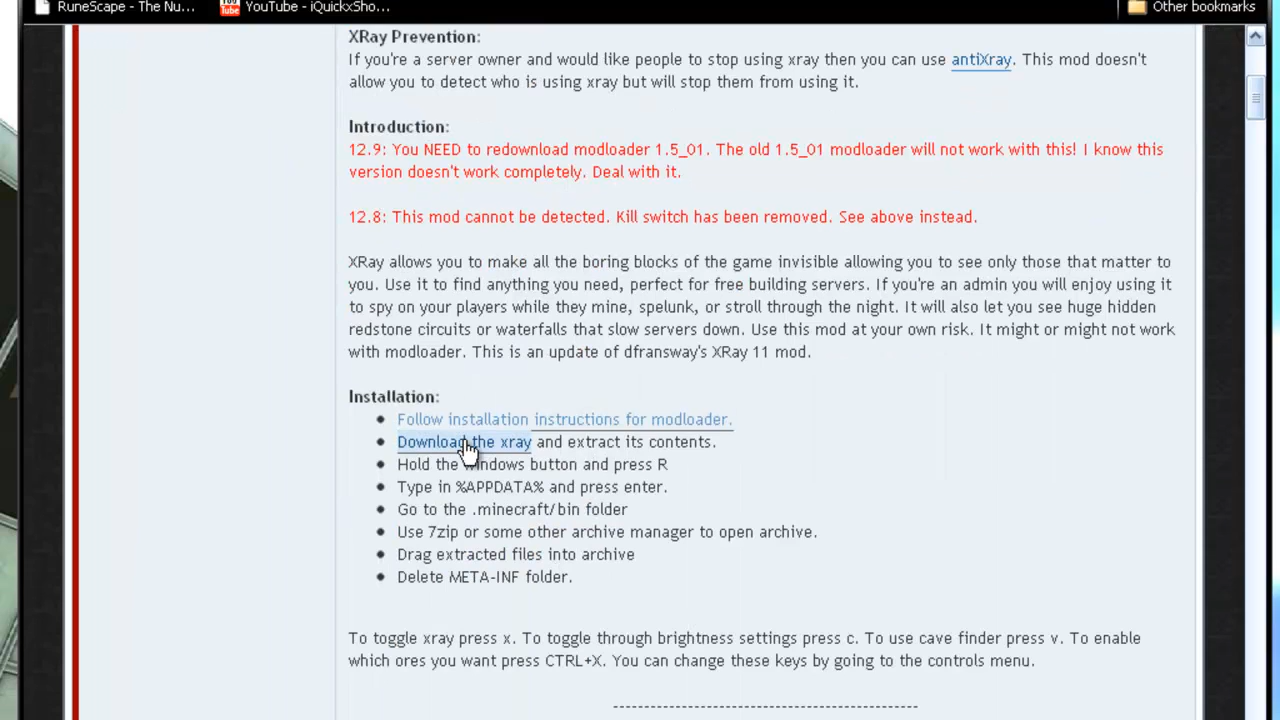 RuneScape - The Nu...
YouTube - iQuickxSho...
Other bookmarks
XRay Prevention:
If you're a server owner and would like people to stop using xray then you can use antiXray. This mod doesn't
allow you to detect who is using xray but will stop them from using it.
Introduction:
12.9: You NEED to redownload modloader 1.5_01. The old 1.5_01 modloader will not work with this! I know this
version doesn't work completely. Deal with it.
12.8: This mod cannot be detected. Kill switch has been removed. See above instead.
XRay allows you to make all the boring blocks of the game invisible allowing you to see only those that matter to
you. Use it to find anything you need, perfect for free building servers. If you're an admin you will enjoy using it
to spy on your players while they mine, spelunk, or stroll through the night. It will also let you see huge hidden
redstone circuits or waterfalls that slow servers down. Use this mod at your own risk. It might or might not work
with modloader. This is an update of dfransway's XRay 11 mod.
Installation:
Follow installation instructions for modloader.
Download the xray and extract its contents.
Hold the windows button and press R
Type in %APPDATA% and press enter.
Go to the .minecraft/bin folder
Use 7zip or some other archive manager to open archive.
Drag extracted files into archive
Delete META-INF folder.
To toggle xray press x. To toggle through brightness settings press c. To use cave finder press v. To enable
which ores you want press CTRL+X. You can change these keys by going to the controls menu.
---------------------------------------------